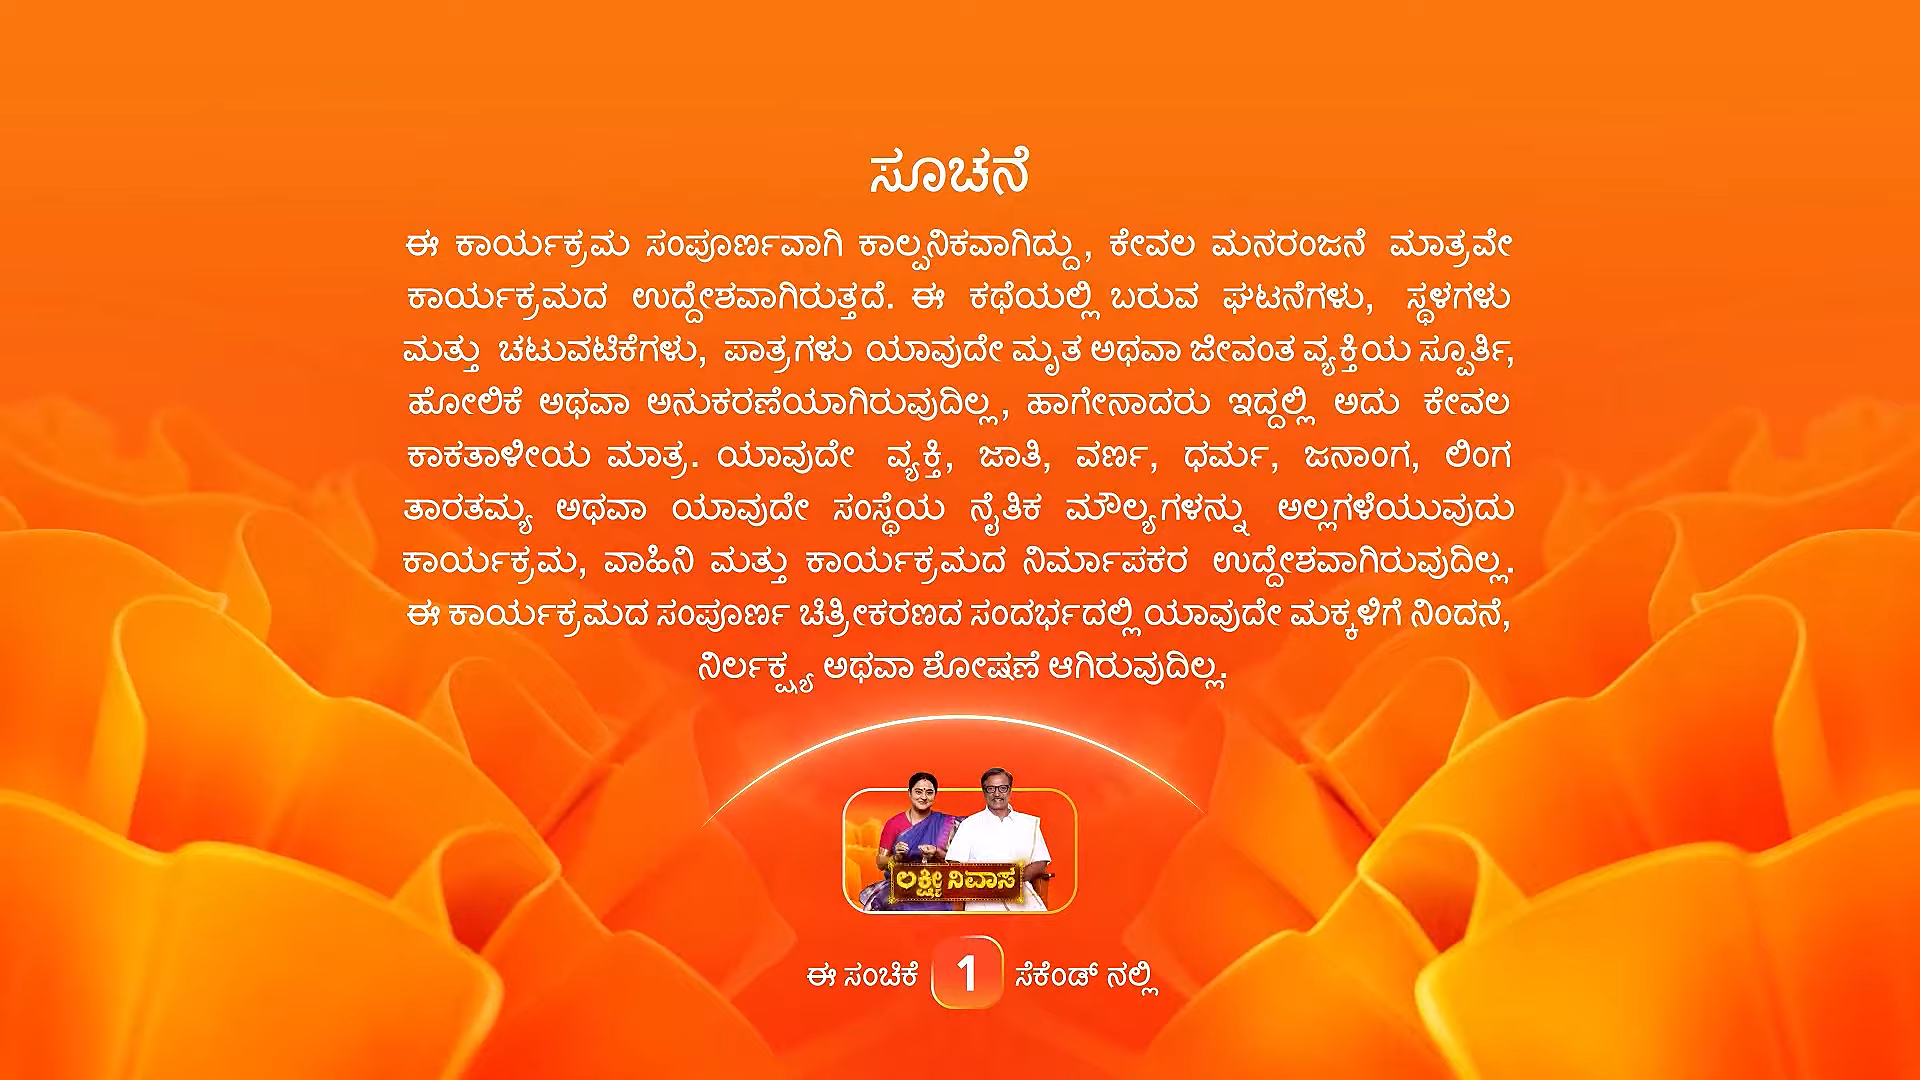 ಸೂಚನೆ
ಈ ಕಾರ್ಯಕ್ರಮ ಸಂಪೂರ್ಣವಾಗಿ ಕಾಲ್ಪನಿಕವಾಗಿದ್ದು, ಕೇವಲ ಮನರಂಜನೆ ಮಾತ್ರವೇ
ಕಾರ್ಯಕ್ರಮದ ಉದ್ದೇಶವಾಗಿರುತ್ತದೆ. ಈ ಕಥೆಯಲ್ಲಿ ಬರುವ ಘಟನೆಗಳು, ಸ್ಥಳಗಳು
ಮತ್ತು ಚಟುವಟಿಕೆಗಳು, ಪಾತ್ರಗಳು ಯಾವುದೇ ಮೃತ ಅಥವಾ ಜೀವಂತ ವ್ಯಕ್ತಿಯ ಸ್ಪೂರ್ತಿ,
ಹೋಲಿಕೆ ಅಥವಾ ಅನುಕರಣೆಯಾಗಿರುವುದಿಲ್ಲ, ಹಾಗೇನಾದರು ಇದ್ದಲ್ಲಿ ಅದು ಕೇವಲ
ಕಾಕತಾಳೀಯ ಮಾತ್ರ. ಯಾವುದೇ ವ್ಯಕ್ತಿ, ಜಾತಿ, ವರ್ಣ, ಧರ್ಮ, ಜನಾಂಗ, ಲಿಂಗ
ತಾರತಮ್ಯ ಅಥವಾ ಯಾವುದೇ ಸಂಸ್ಥೆಯ ನೈತಿಕ ಮೌಲ್ಯಗಳನ್ನು ಅಲ್ಲಗಳೆಯುವುದು
ಕಾರ್ಯಕ್ರಮ, ವಾಹಿನಿ ಮತ್ತು ಕಾರ್ಯಕ್ರಮದ ನಿರ್ಮಾಪಕರ ಉದ್ದೇಶವಾಗಿರುವುದಿಲ್ಲ.
ಈ ಕಾರ್ಯಕ್ರಮದ ಸಂಪೂರ್ಣ ಚಿತ್ರೀಕರಣದ ಸಂದರ್ಭದಲ್ಲಿ ಯಾವುದೇ ಮಕ್ಕಳಿಗೆ ನಿಂದನೆ,
ನಿರ್ಲಕ್ಷ್ಯ ಅಥವಾ ಶೋಷಣೆ ಆಗಿರುವುದಿಲ್ಲ.
ಲಕ್ಷ್ಮೀ ನಿವಾಸ
ಈ ಸಂಚಿಕೆ 1 ಸೆಕೆಂಡ್ ನಲ್ಲಿ